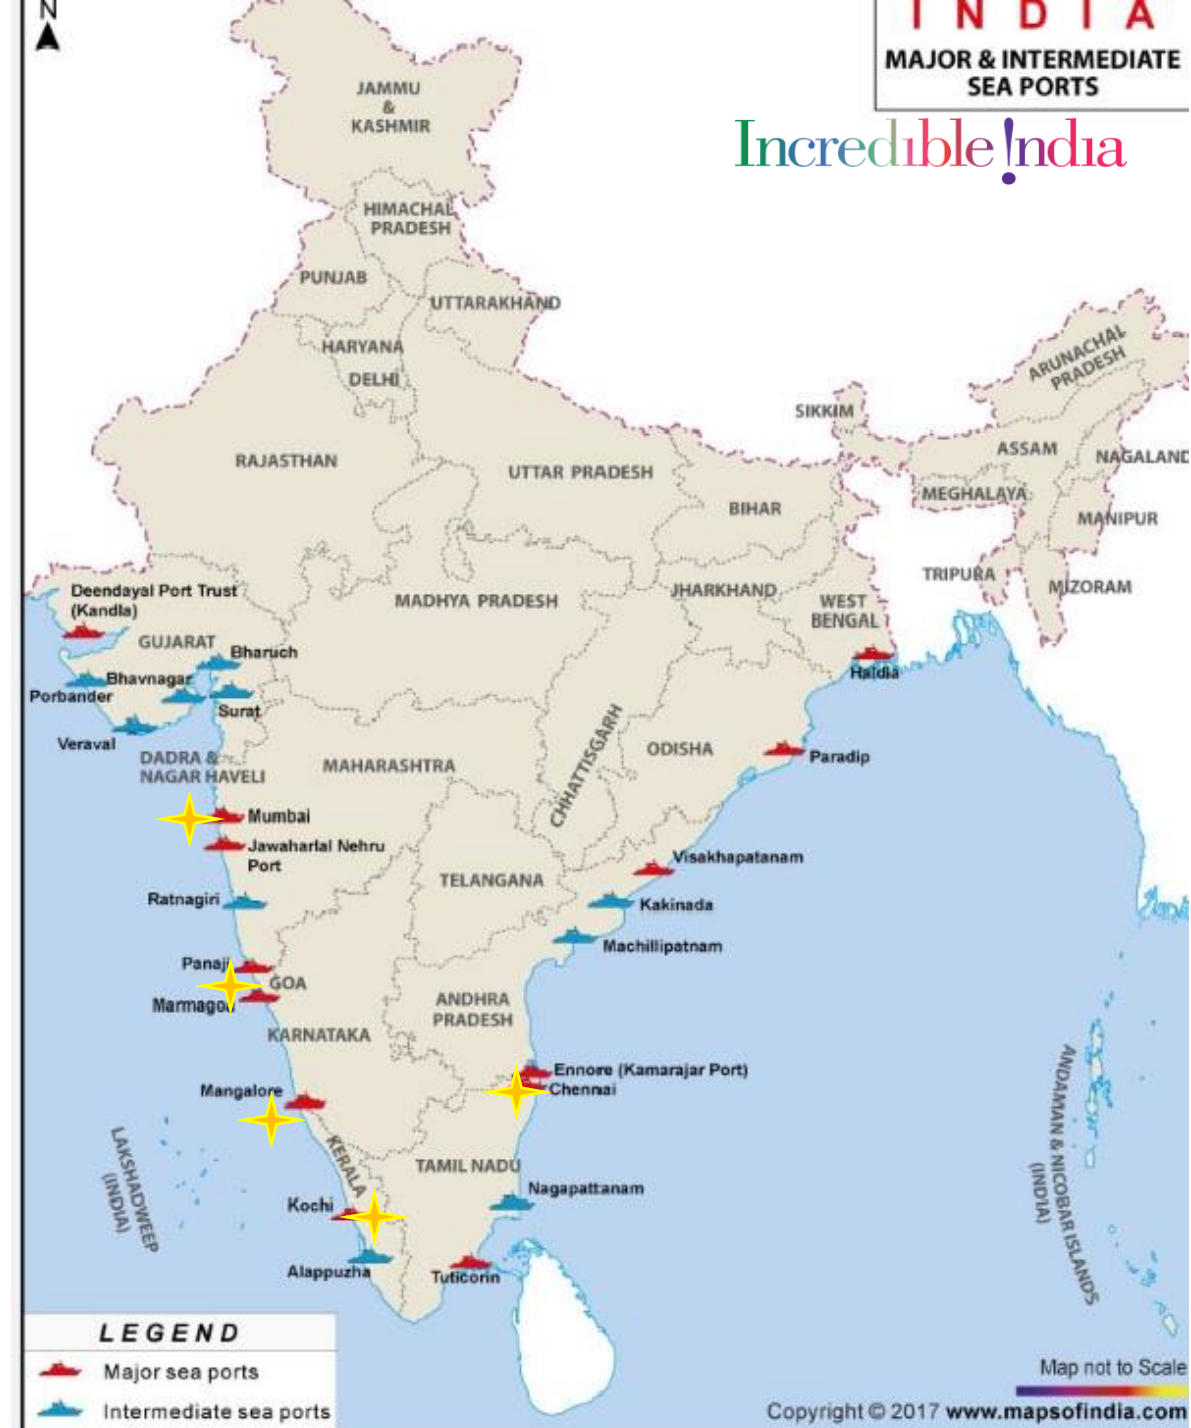 N
INDIA
MAJOR & INTERMEDIATE
SEA PORTS
Incredible!ndia
JAMMU
&
KASHMIR
HIMACHAL
PRADESH
PUNJAB
UTTARAKHAND
HARYANA
DELHI
ARUNACHAL
PRADESH
SIKKIM
RAJASTHAN
UTTAR PRADESH
ASSAM
NAGALAND
MEGHALAYA
BIHAR
MANIPUR
TRIPURA
MIZORAM
Deendayal Port Trust
(Kandla)
MADHYA PRADESH
JHARKHAND
WEST
BENGAL
GUJARAT
Bharuch
Bhavnagar
Porbander
Surat
Veraval
Haldia
DADRA &
NAGAR HAVELI
MAHARASHTRA
CHHATTISGARH
ODISHA
Paradip
Mumbai
Jawaharlal Nehru
Port
Ratnagiri
TELANGANA
Visakhapatanam
Kakinada
Machillipatnam
Panaji
GOA
Marmagoa
KARNATAKA
ANDHRA
PRADESH
Ennore (Kamarajar Port)
Chennai
Mangalore
LAKSHADWEEP
(INDIA)
KERALA
TAMIL NADU
Nagapattanam
Kochi
Alappuzha
Tuticorin
ANDAMAN & NICOBAR ISLANDS
(INDIA)
LEGEND
Major sea ports
Intermediate sea ports
Map not to Scale
Copyright © 2017 www.mapsofindia.com